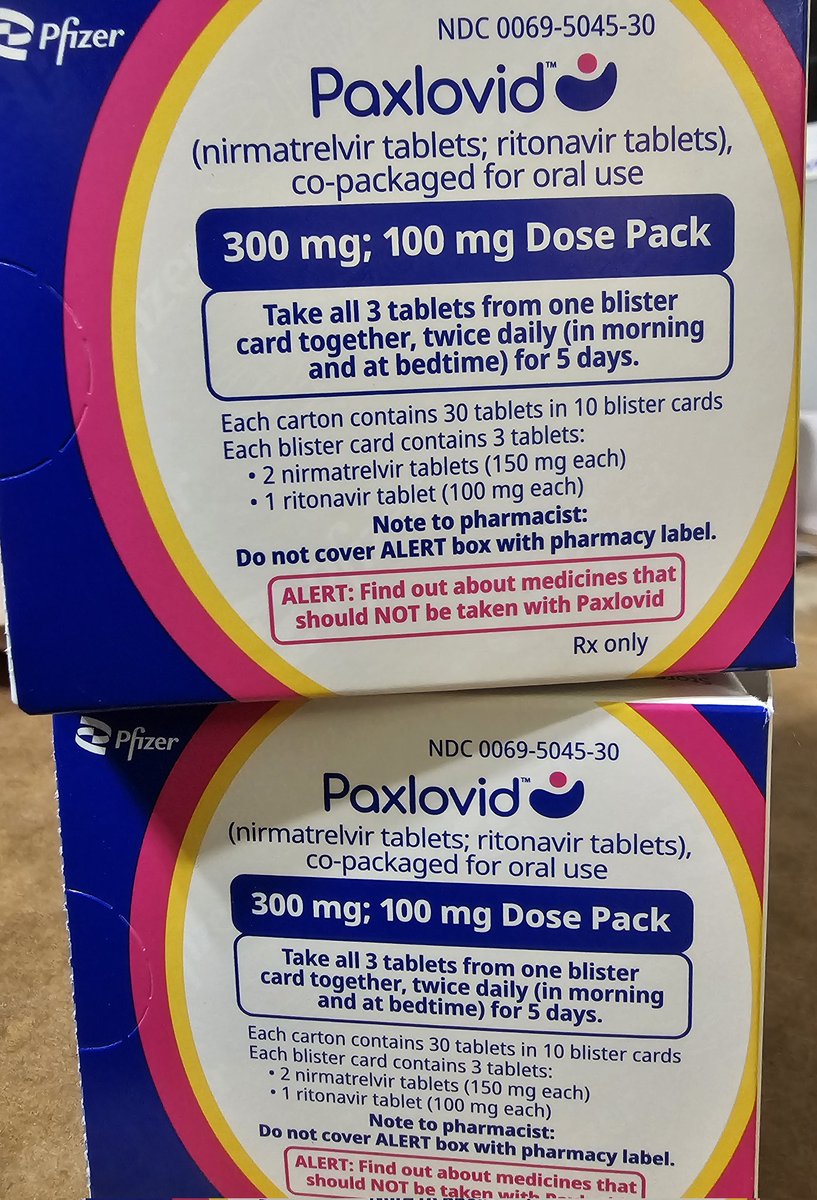 Pfizer
NDC 0069-5045-30
Paxlovid™
(nirmatrelvir tablets; ritonavir tablets),
co-packaged for oral use
300 mg; 100 mg Dose Pack
Take all 3 tablets from one blister
card together, twice daily (in morning
and at bedtime) for 5 days.
Each carton contains 30 tablets in 10 blister cards
Each blister card contains 3 tablets:
• 2 nirmatrelvir tablets (150 mg each)
• 1 ritonavir tablet (100 mg each)
Note to pharmacist:
Do not cover ALERT box with pharmacy label.
ALERT: Find out about medicines that
should NOT be taken with Paxlovid
Rx only
Pfizer
NDC 0069-5045-30
Paxlovid™
(nirmatrelvir tablets; ritonavir tablets),
co-packaged for oral use
300 mg; 100 mg Dose Pack
Take all 3 tablets from one blister
card together, twice daily (in morning
and at bedtime) for 5 days.
Each carton contains 30 tablets in 10 blister cards
Each blister card contains 3 tablets:
• 2 nirmatrelvir tablets (150 mg each)
• 1 ritonavir tablet (100 mg each)
Note to pharmacist:
Do not cover ALERT box with pharmacy label.
ALERT: Find out about medicines that
should NOT be taken with